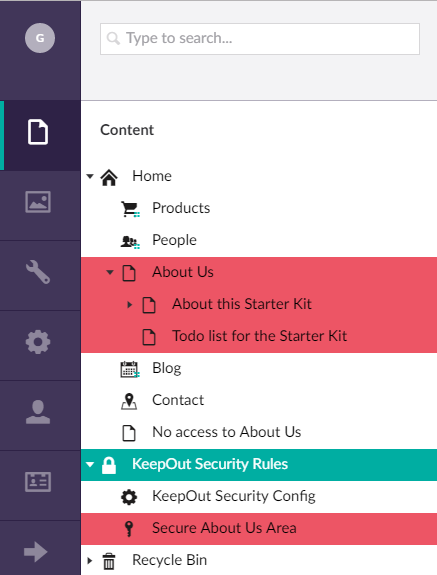 G
Type to search...
Content
Home
Products
People
About Us
About this Starter Kit
Todo list for the Starter Kit
Blog
Contact
No access to About Us
KeepOut Security Rules
KeepOut Security Config
Secure About Us Area
Recycle Bin